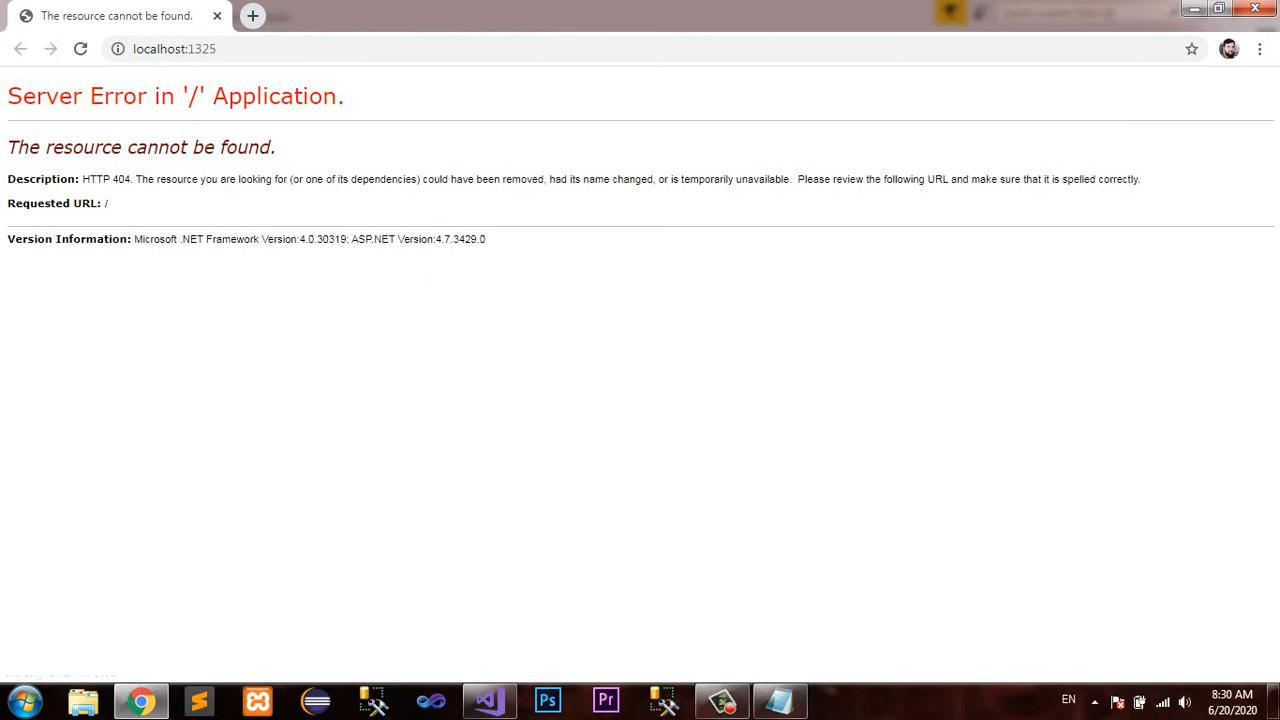 The resource cannot be found.
localhost:1325
Server Error in '/' Application.
The resource cannot be found.
Description: HTTP 404. The resource you are looking for (or one of its dependencies) could have been removed, had its name changed, or is temporarily unavailable.  Please review the following URL and make sure that it is spelled correctly.
Requested URL: /
Version Information: Microsoft .NET Framework Version:4.0.30319; ASP.NET Version:4.7.3429.0
Ps
Pr
EN
8:30 AM
6/20/2020